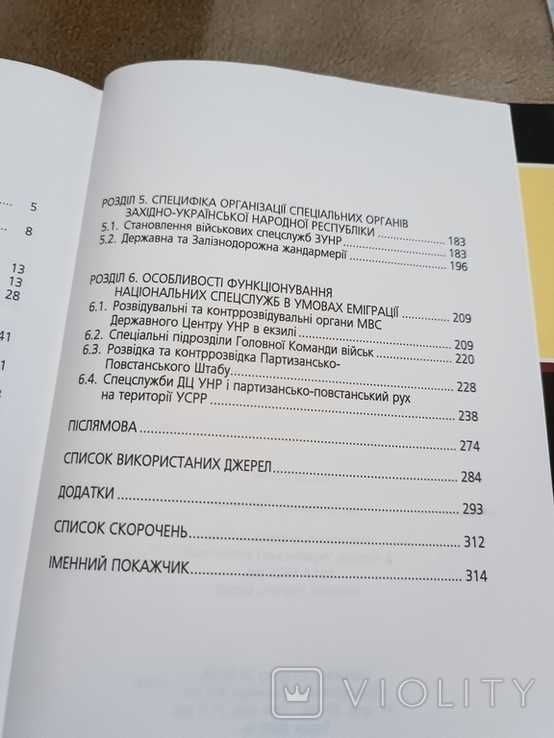 5
8
13
13
28
41
РОЗДІЛ 5. СПЕЦИФІКА ОРГАНІЗАЦІЇ СПЕЦІАЛЬНИХ ОРГАНІВ
ЗАХІДНО-УКРАЇНСЬКОЇ НАРОДНОЇ РЕСПУБЛІКИ 183
5.1. Становлення військових спецслужб ЗУНР 183
5.2. Державна та Залізнодорожна жандармерії 196
РОЗДІЛ 6. ОСОБЛИВОСТІ ФУНКЦІОНУВАННЯ
НАЦІОНАЛЬНИХ СПЕЦСЛУЖБ В УМОВАХ ЕМІГРАЦІЇ 209
6.1. Розвідувальні та контррозвідувальні органи МВС
Державного Центру УНР в екзилі 209
6.2. Спеціальні підрозділи Головної Команди військ 220
6.3. Розвідка та контррозвідка Партизансько-
Повстанського Штабу 228
6.4. Спецслужби ДЦ УНР і партизансько-повстанський рух
на території УСРР 238
ПІСЛЯМОВА 274
СПИСОК ВИКОРИСТАНИХ ДЖЕРЕЛ 284
ДОДАТКИ 293
СПИСОК СКОРОЧЕНЬ 312
ІМЕННИЙ ПОКАЖЧИК 314
VIOLITY